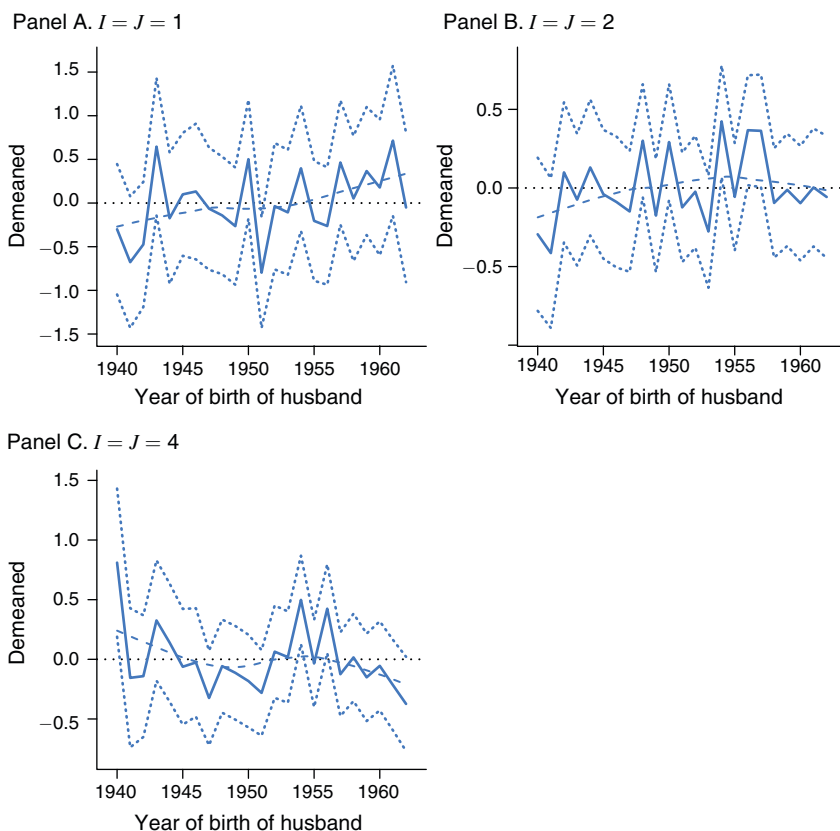 Panel A. I = J = 1
1.5
1.0
0.5
0.0
−0.5
−1.0
−1.5
Demeaned
1940 1945 1950 1955 1960
Year of birth of husband
Panel B. I = J = 2
0.5
0.0
−0.5
Demeaned
1940 1945 1950 1955 1960
Year of birth of husband
Panel C. I = J = 4
1.5
1.0
0.5
0.0
−0.5
Demeaned
1940 1945 1950 1955 1960
Year of birth of husband